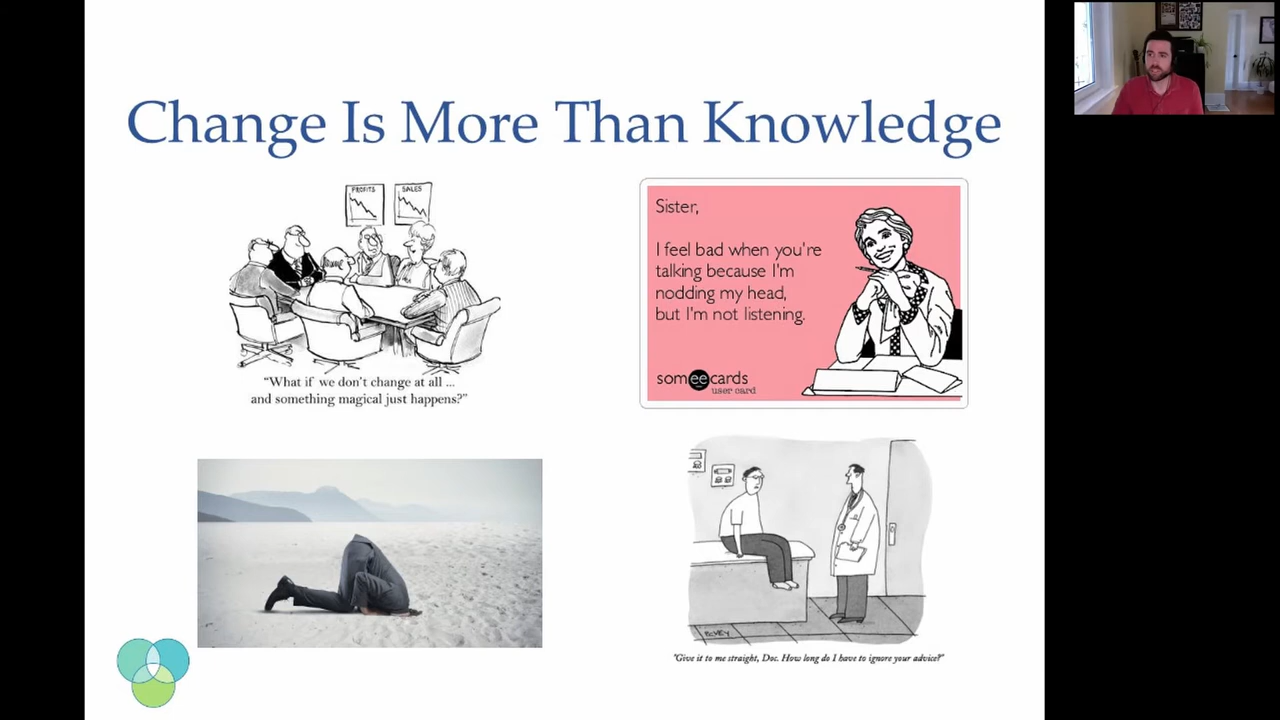 Change Is More Than Knowledge
PROFITS
SALES
"What if we don't change at all ...
and something magical just happens?"
Sister,
I feel bad when you're
talking because I'm
nodding my head,
but I'm not listening.
someecards
user card
"Give it to me straight, Doc. How long do I have to ignore your advice?"